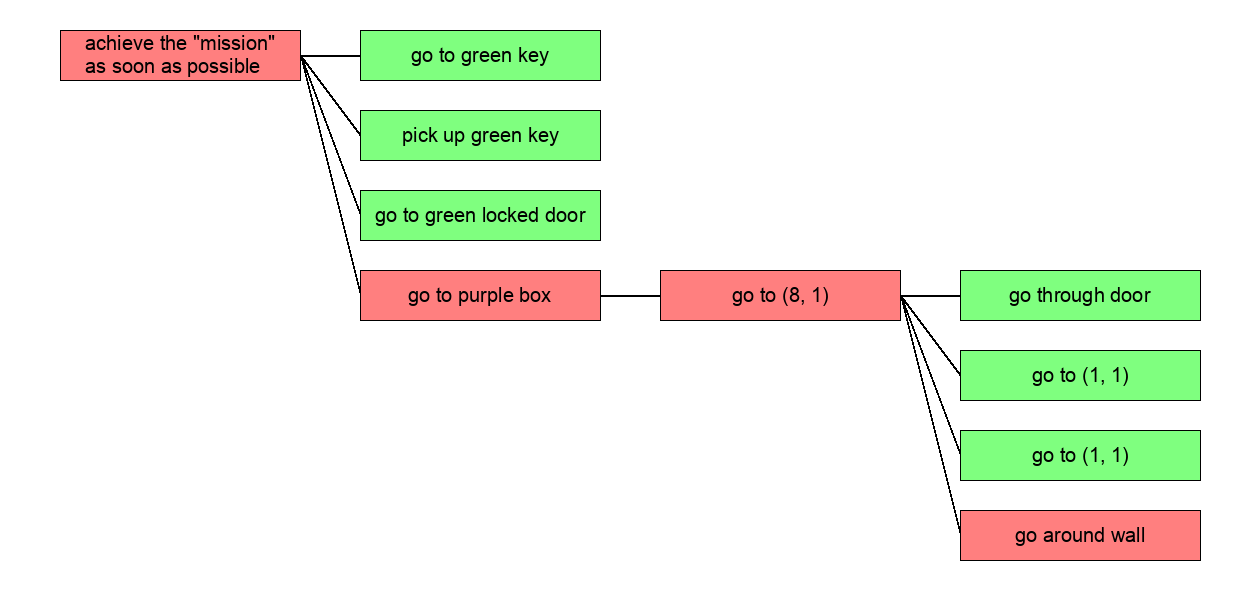 achieve the "mission"
as soon as possible
go to green key
pick up green key
go to green locked door
go to purple box
go to (8, 1)
go through door
go to (1, 1)
go to (1, 1)
go around wall